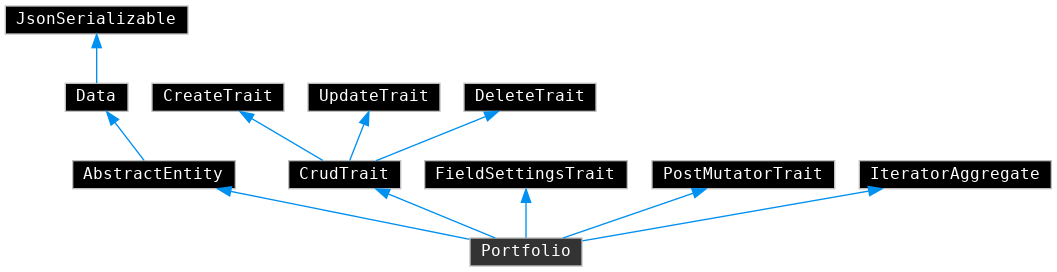 JsonSerializable
Data
CreateTrait
UpdateTrait
DeleteTrait
AbstractEntity
CrudTrait
FieldSettingsTrait
PostMutatorTrait
IteratorAggregate
Portfolio